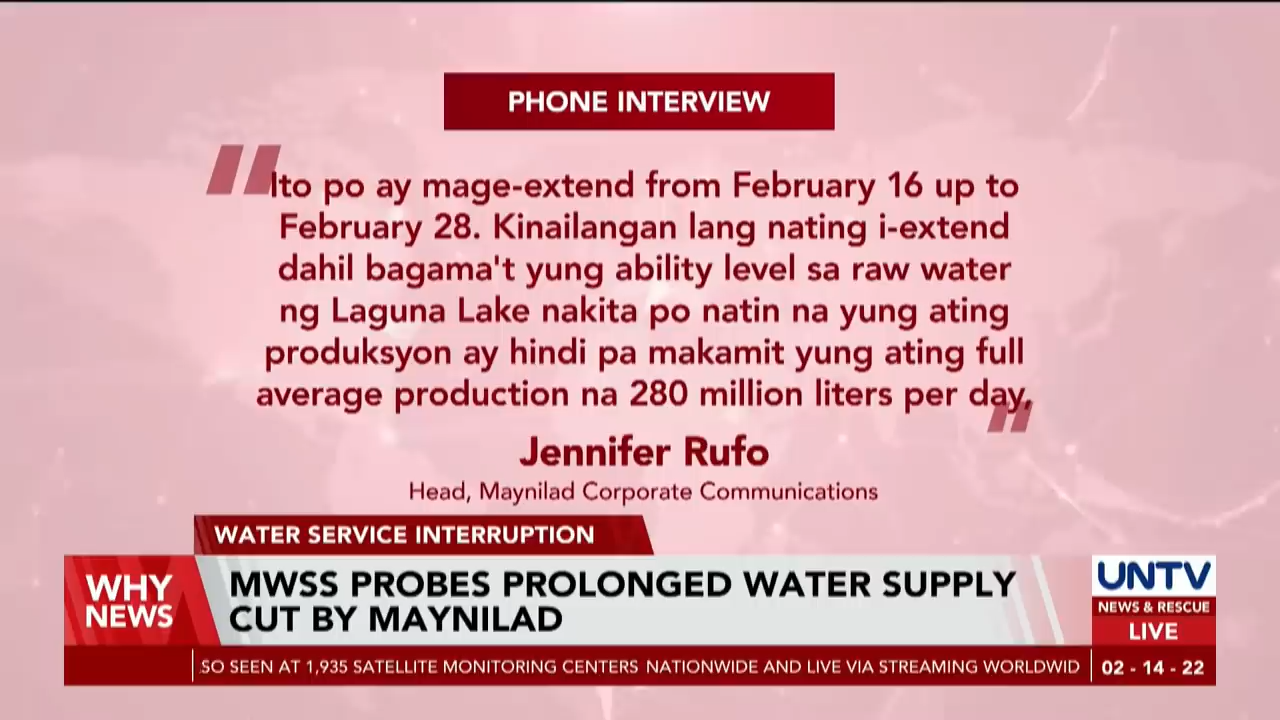 PHONE INTERVIEW
Ito po ay mage-extend from February 16 up to
February 28. Kinailangan lang nating i-extend
dahil bagama't yung ability level sa raw water
ng Laguna Lake nakita po natin na yung ating
produksyon ay hindi pa makamit yung ating full
average production na 280 million liters per day,
Jennifer Rufo
Head, Maynilad Corporate Communications
WATER SERVICE INTERRUPTION
WHY NEWS
MWSS PROBES PROLONGED WATER SUPPLY
CUT BY MAYNILAD
UNTV
NEWS & RESCUE
LIVE
SO SEEN AT 1,935 SATELLITE MONITORING CENTERS NATIONWIDE AND LIVE VIA STREAMING WORLDWID
02 - 14 - 22